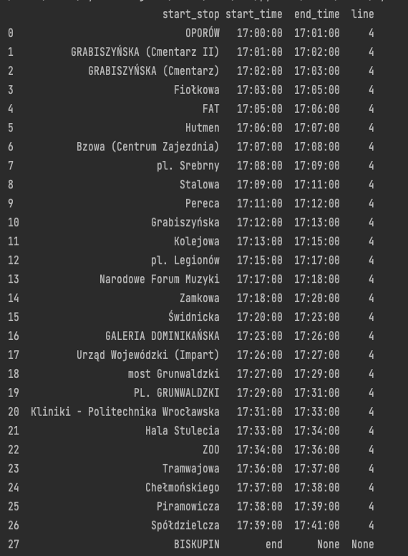 start_stop start_time end_time line
0 OPORÓW 17:00:00 17:01:00 4
1 GRABISZYŃSKA (Cmentarz II) 17:01:00 17:02:00 4
2 GRABISZYŃSKA (Cmentarz) 17:02:00 17:03:00 4
3 Fiołkowa 17:03:00 17:05:00 4
4 FAT 17:05:00 17:06:00 4
5 Hutmen 17:06:00 17:07:00 4
6 Bzowa (Centrum Zajezdnia) 17:07:00 17:08:00 4
7 pl. Srebrny 17:08:00 17:09:00 4
8 Stalowa 17:09:00 17:11:00 4
9 Pereca 17:11:00 17:12:00 4
10 Grabiszyńska 17:12:00 17:13:00 4
11 Kolejowa 17:13:00 17:15:00 4
12 pl. Legionów 17:15:00 17:17:00 4
13 Narodowe Forum Muzyki 17:17:00 17:18:00 4
14 Zamkowa 17:18:00 17:20:00 4
15 Świdnicka 17:20:00 17:23:00 4
16 GALERIA DOMINIKAŃSKA 17:23:00 17:26:00 4
17 Urząd Wojewódzki (Impart) 17:26:00 17:27:00 4
18 most Grunwaldzki 17:27:00 17:29:00 4
19 PL. GRUNWALDZKI 17:29:00 17:31:00 4
20 Kliniki - Politechnika Wrocławska 17:31:00 17:33:00 4
21 Hala Stulecia 17:33:00 17:34:00 4
22 ZOO 17:34:00 17:36:00 4
23 Tramwajowa 17:36:00 17:37:00 4
24 Chełmońskiego 17:37:00 17:38:00 4
25 Piramowicza 17:38:00 17:39:00 4
26 Spółdzielcza 17:39:00 17:41:00 4
27 BISKUPIN end None None